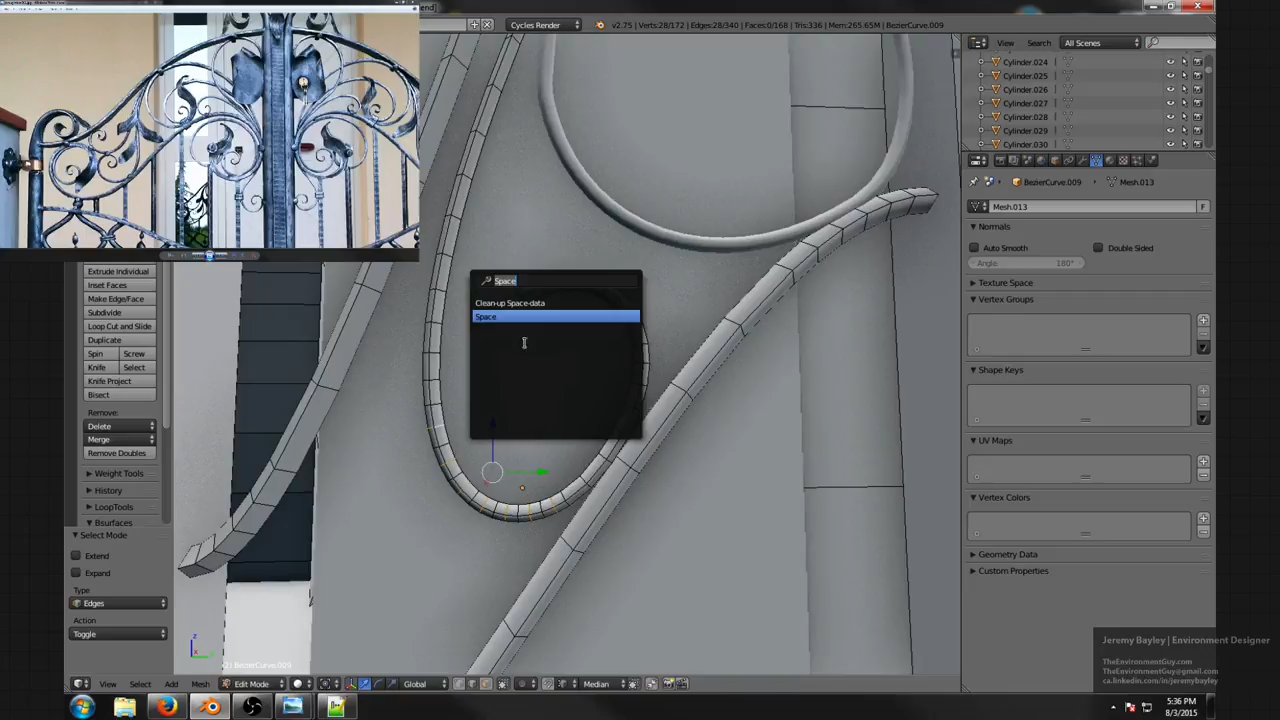 Cycles Render
v2.75 | Verts:28/172 | Edges:28/340 | Faces:0/168 | Tris:336 | Mem:265.65M | BezierCurve.009
View
Search
All Scenes
Cylinder.024
Cylinder.025
Cylinder.026
Cylinder.027
Cylinder.028
Cylinder.029
Cylinder.030
BezierCurve.009
Mesh.013
Mesh.013
F
Normals
Auto Smooth
Double Sided
Angle:
180°
Texture Space
Vertex Groups
Shape Keys
UV Maps
Vertex Colors
Geometry Data
Custom Properties
Extrude Individual
Inset Faces
Make Edge/Face
Subdivide
Loop Cut and Slide
Duplicate
Spin
Screw
Knife
Select
Knife Project
Bisect
Remove:
Delete
Merge
Remove Doubles
Weight Tools
History
LoopTools
Bsurfaces
Select Mode
Extend
Expand
Type
Edges
Action
Toggle
Space
Clean-up Space-data
Space
z
BezierCurve.009
View
Select
Add
Mesh
Edit Mode
Global
Median
Jeremy Bayley | Environment Designer
TheEnvironmentGuy.com
TheEnvironmentGuy@gmail.com
ca.linkedin.com/in/jeremybayley
5:36 PM
8/3/2015